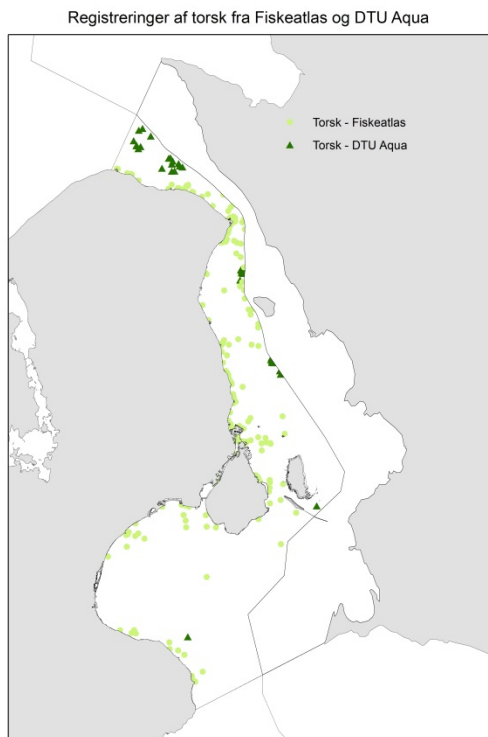 Registreringer af torsk fra Fiskeatlas og DTU Aqua
Torsk - Fiskeatlas
Torsk - DTU Aqua